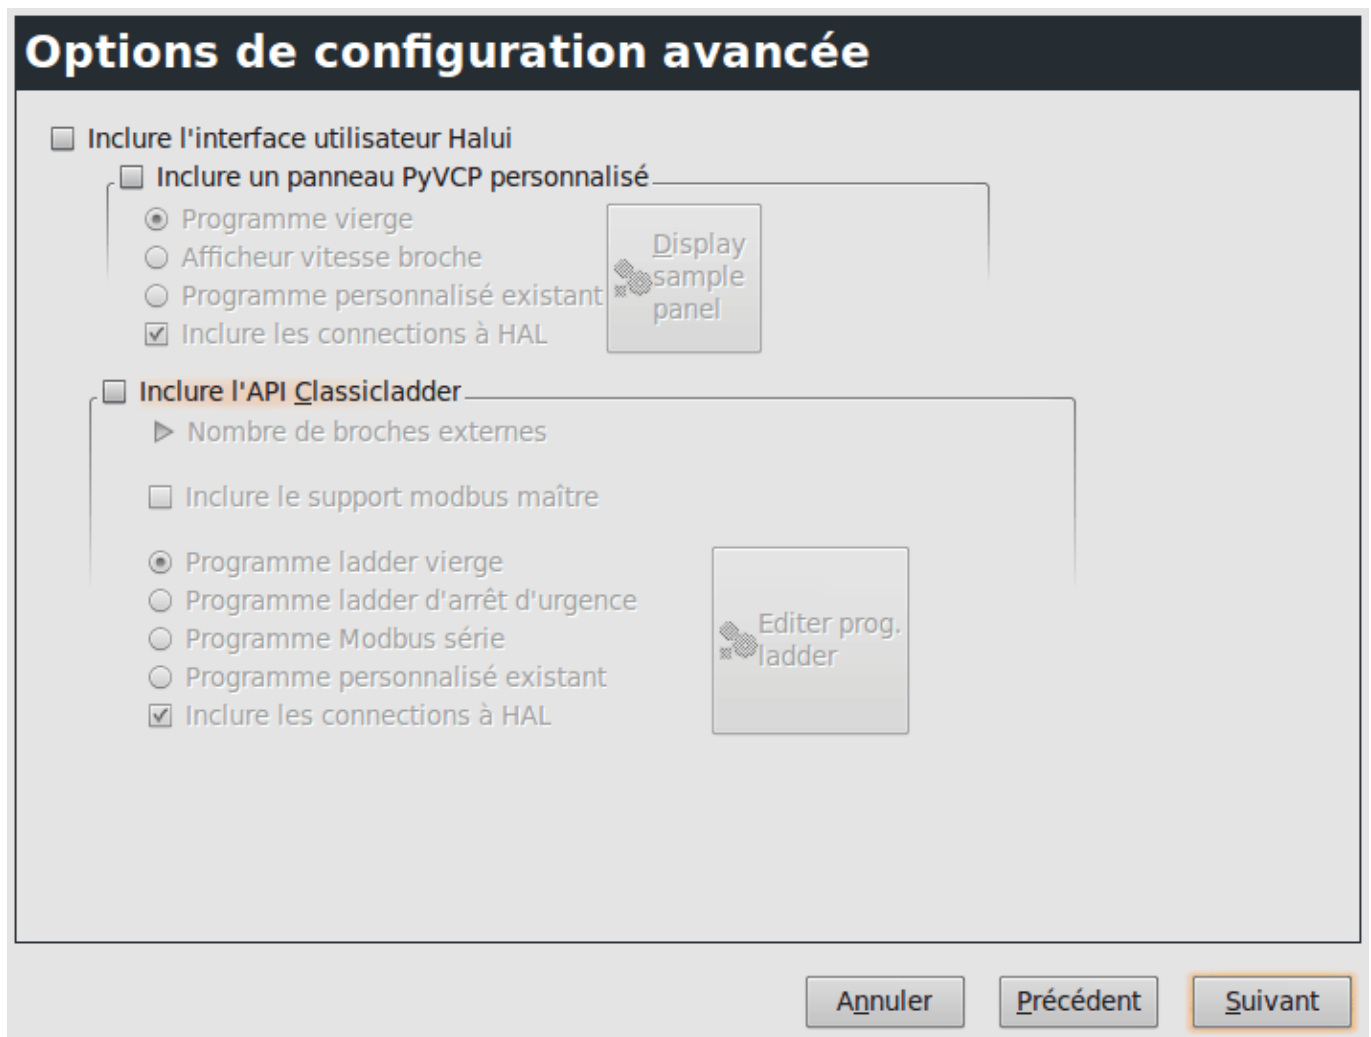 Options de configuration avancée
Inclure l'interface utilisateur Halui
Inclure un panneau PyVCP personnalisé
Programme vierge
Afficheur vitesse broche
Programme personnalisé existant
Inclure les connections à HAL
Display
sample
panel
Inclure l'API Classicladder
Nombre de broches externes
Inclure le support modbus maître
Programme ladder vierge
Programme ladder d'arrêt d'urgence
Programme Modbus série
Programme personnalisé existant
Inclure les connections à HAL
Editer prog.
ladder
Annuler
Précédent
Suivant